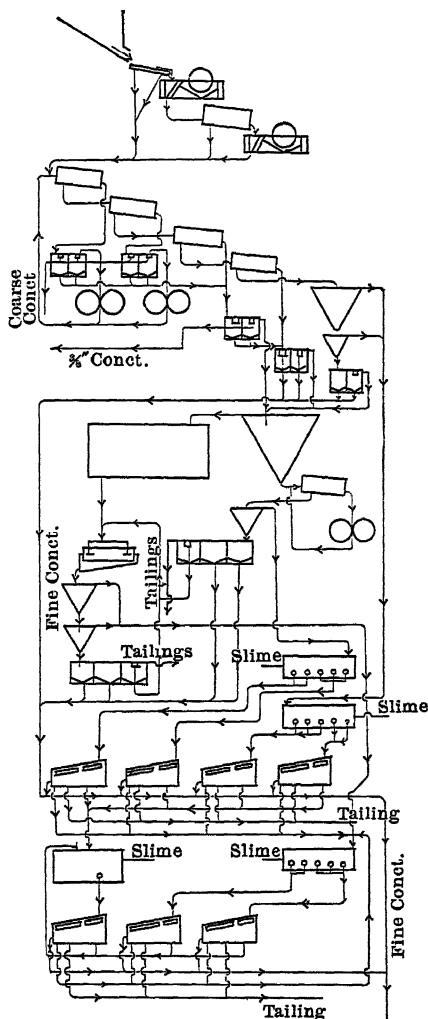 Coarse
Conct
⅜" Conct.
Fine Conct.
Tailings
Tailings
Slime
Slime
Tailing
Slime
Slime
Fine Conct.
Tailing